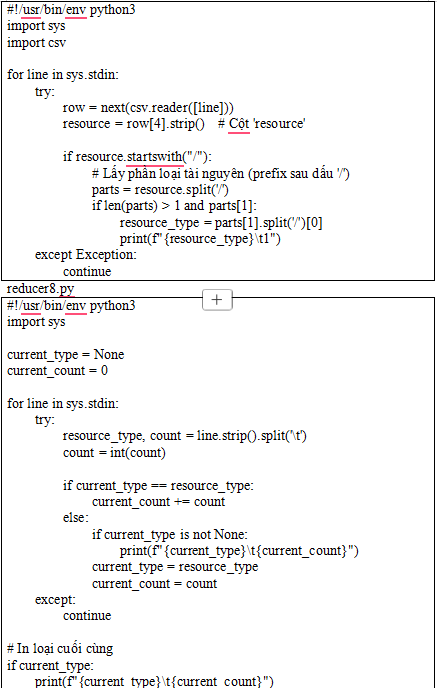 #!/usr/bin/env python3
import sys
import csv
for line in sys.stdin:
try:
row = next(csv.reader([line]))
resource = row[4].strip()   # Cột 'resource'
if resource.startswith("/"):
# Lấy phân loại tài nguyên (prefix sau dấu '/')
parts = resource.split('/')
if len(parts) > 1 and parts[1]:
resource_type = parts[1].split('/')[0]
print(f"{resource_type}\t1")
except Exception:
continue
reducer8.py
#!/usr/bin/env python3
import sys
current_type = None
current_count = 0
for line in sys.stdin:
try:
resource_type, count = line.strip().split('\t')
count = int(count)
if current_type == resource_type:
current_count += count
else:
if current_type is not None:
print(f"{current_type}\t{current_count}")
current_type = resource_type
current_count = count
except:
continue
# In loại cuối cùng
if current_type:
print(f"{current_type}\t{current_count}")